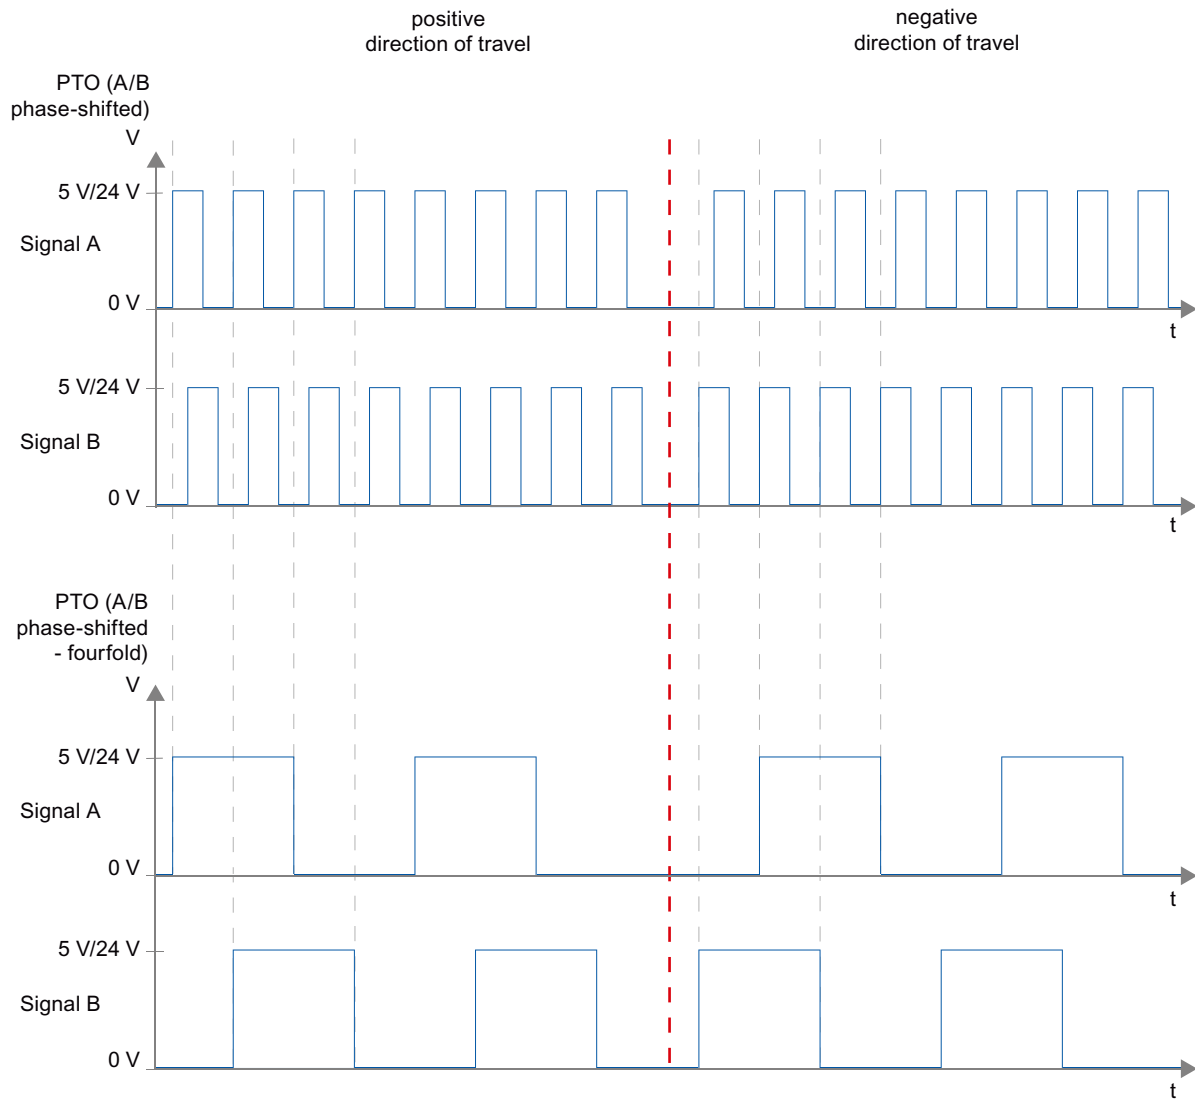 positive
direction of travel
negative
direction of travel
PTO (A/B
phase-shifted)
V
5 V/24 V
Signal A
0 V
t
5 V/24 V
Signal B
0 V
t
PTO (A/B
phase-shifted
- fourfold)
V
5 V/24 V
Signal A
0 V
t
5 V/24 V
Signal B
0 V
t